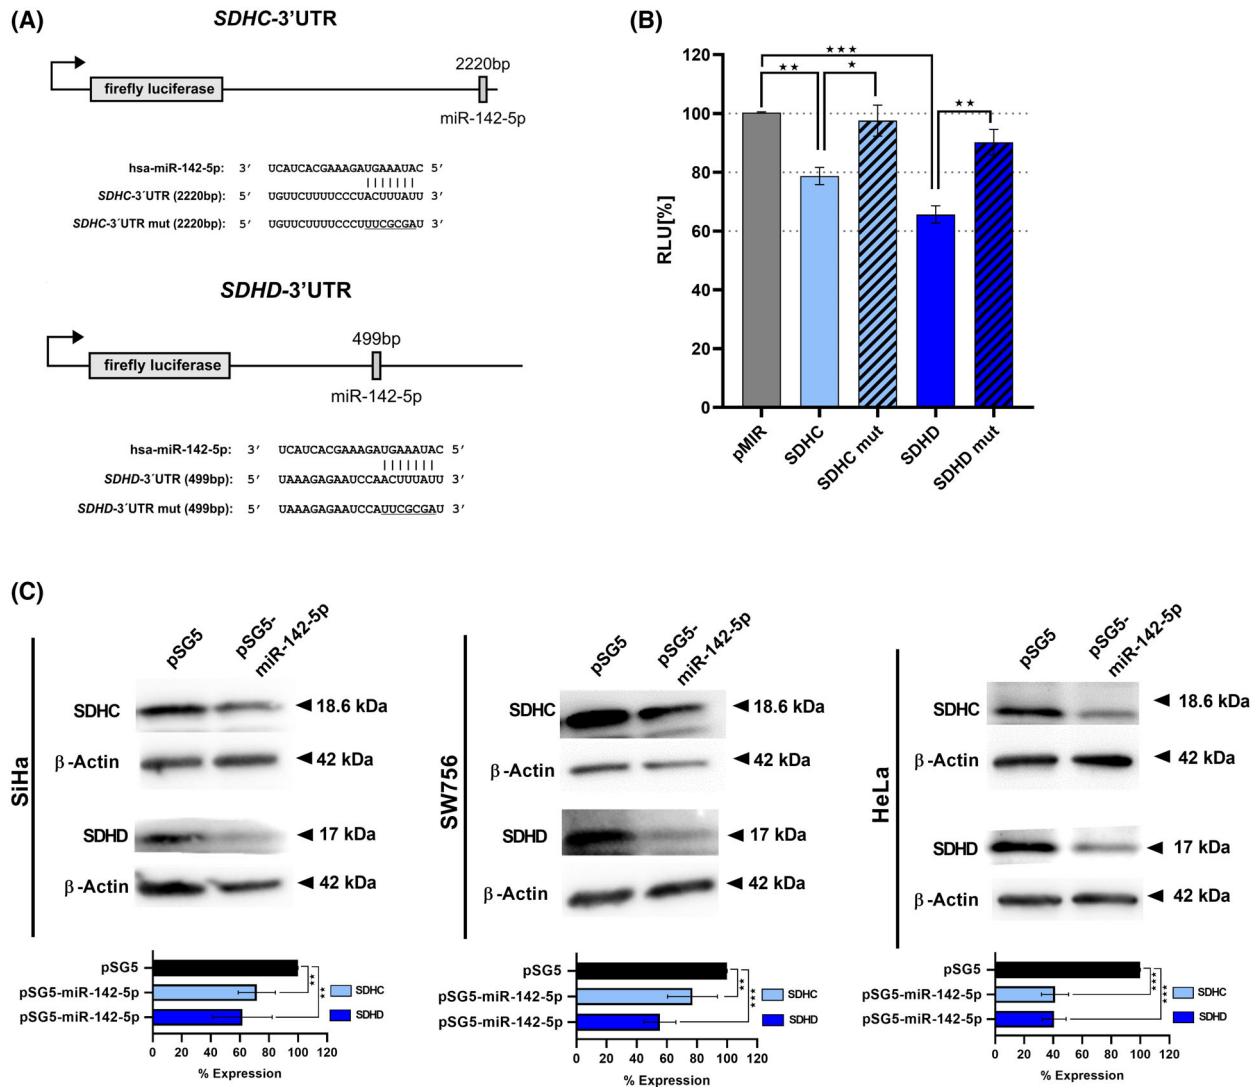 (A)
SDHC-3'UTR
2220bp
firefly luciferase
miR-142-5p
hsa-miR-142-5p: 3′ UCAUCACGAAAGAUGAAAUAC 5′
SDHC-3´UTR (2220bp): 5′ UGUUCUUUUCCCUACUUUAUU 3′
SDHC-3´UTR mut (2220bp): 5′ UGUUCUUUUCCCUUUCGCGAU 3′
SDHD-3'UTR
499bp
firefly luciferase
miR-142-5p
hsa-miR-142-5p: 3′ UCAUCACGAAAGAUGAAAUAC 5′
SDHD-3´UTR (499bp): 5′ UAAAGAGAAUCCAACUUUAUU 3′
SDHD-3´UTR mut (499bp): 5′ UAAAGAGAAUCCAUUCGCGAU 3′
(B)
RLU[%]
120
100
80
60
40
20
0
★★★
★★
★
★★
pMIR
SDHC
SDHC mut
SDHD
SDHD mut
(C)
SiHa
pSG5
pSG5-
miR-142-5p
SDHC
18.6 kDa
β-Actin
42 kDa
SDHD
17 kDa
β-Actin
42 kDa
pSG5
pSG5-miR-142-5p
pSG5-miR-142-5p
★★
★★
SDHC
SDHD
0 20 40 60 80 100 120
% Expression
SW756
pSG5
pSG5-
miR-142-5p
SDHC
18.6 kDa
β-Actin
42 kDa
SDHD
17 kDa
β-Actin
42 kDa
pSG5
pSG5-miR-142-5p
pSG5-miR-142-5p
★★
★★★
SDHC
SDHD
0 20 40 60 80 100 120
% Expression
HeLa
pSG5
pSG5-
miR-142-5p
SDHC
18.6 kDa
β-Actin
42 kDa
SDHD
17 kDa
β-Actin
42 kDa
pSG5
pSG5-miR-142-5p
pSG5-miR-142-5p
★★★
★★★
SDHC
SDHD
0 20 40 60 80 100 120
% Expression